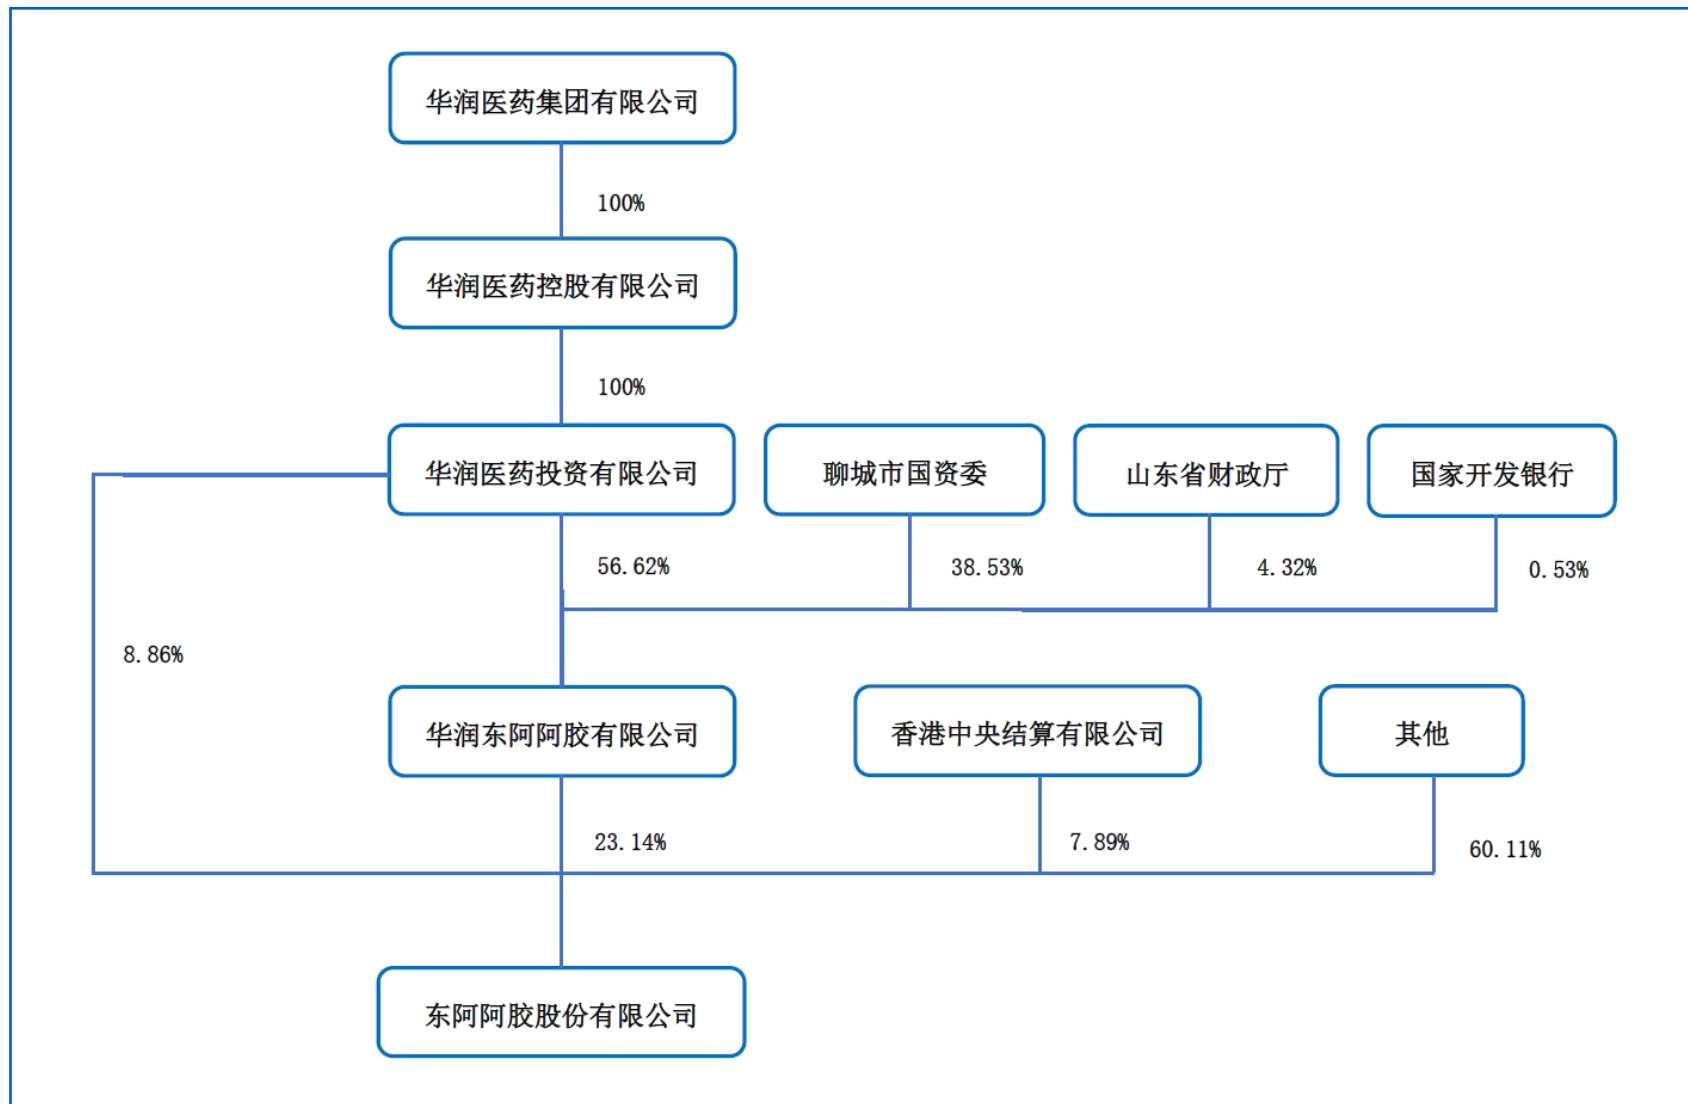 华润医药集团有限公司
100%
华润医药控股有限公司
100%
华润医药投资有限公司
聊城市国资委
山东省财政厅
国家开发银行
56.62%
38.53%
4.32%
0.53%
8.86%
华润东阿阿胶有限公司
香港中央结算有限公司
其他
23.14%
7.89%
60.11%
东阿阿胶股份有限公司